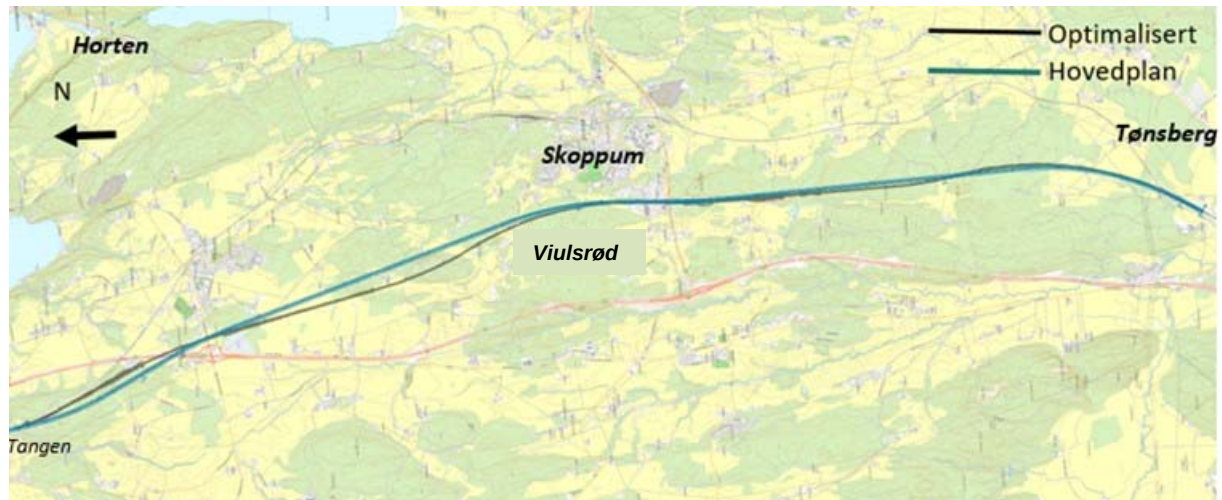 Horten
Optimalisert
Hovedplan
N
Tønsberg
Skoppum
Viulsrød
Tangen